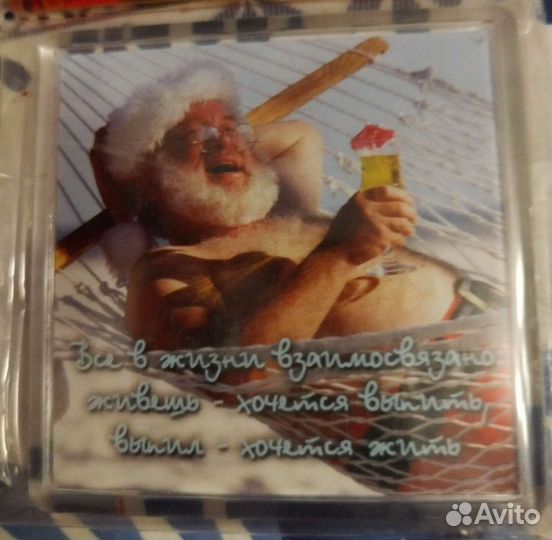 Все в жизни взаимосвязано:
живешь - хочется выпить,
выпил - хочется жить
Avito